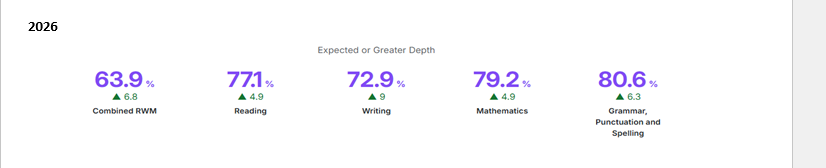 2026
Expected or Greater Depth
63.9 % 77.1 % 72.9 % 79.2 % 80.6 %
▲ 6.8 ▲ 4.9 ▲ 9 ▲ 4.9 ▲ 6.3
Combined RWM Reading Writing Mathematics Grammar,
Punctuation and
Spelling